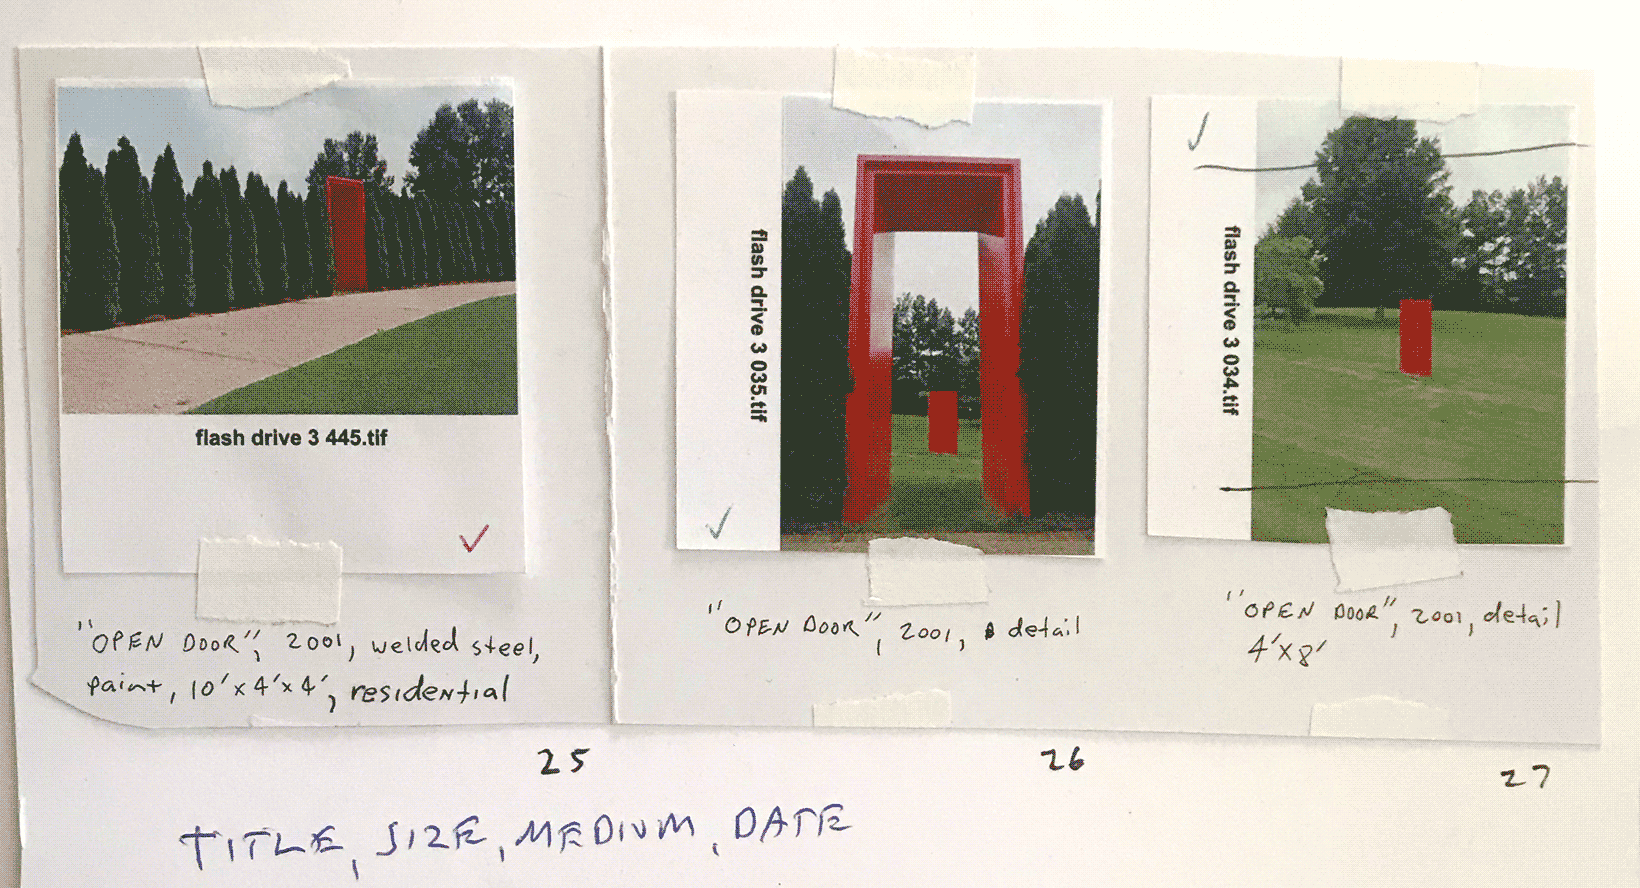 flash drive 3 445.tif
"OPEN DOOR", 2001, welded steel,
paint, 10'x4'x4', residential
25
flash drive 3 035.tif
"OPEN DOOR", 2001, detail
26
flash drive 3 034.tif
"OPEN DOOR", 2001, detail
4'x8'
27
TITLE, SIZE, MEDIUM, DATE